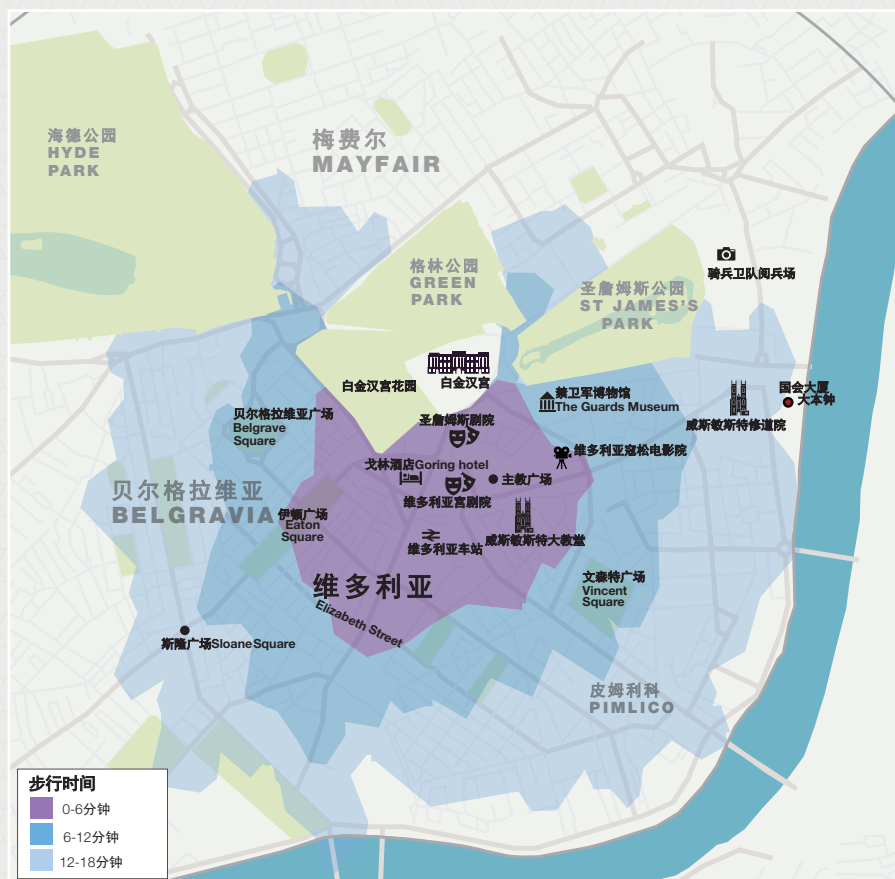 海德公园
HYDE
PARK
梅费尔
MAYFAIR
格林公园
GREEN
PARK
圣詹姆斯公园
ST JAMES'S
PARK
骑兵卫队阅兵场
白金汉宫花园
白金汉宫
禁卫军博物馆
The Guards Museum
国会大厦
大本钟
威斯敏斯特修道院
贝尔格拉维亚广场
Belgrave
Square
圣詹姆斯剧院
维多利亚寇松电影院
戈林酒店Goring hotel
主教广场
维多利亚宫剧院
贝尔格拉维亚
BELGRAVIA
伊顿广场
Eaton
Square
维多利亚车站
威斯敏斯特大教堂
维多利亚
Elizabeth Street
文森特广场
Vincent
Square
斯隆广场Sloane Square
皮姆利科
PIMLICO
步行时间
0-6分钟
6-12分钟
12-18分钟